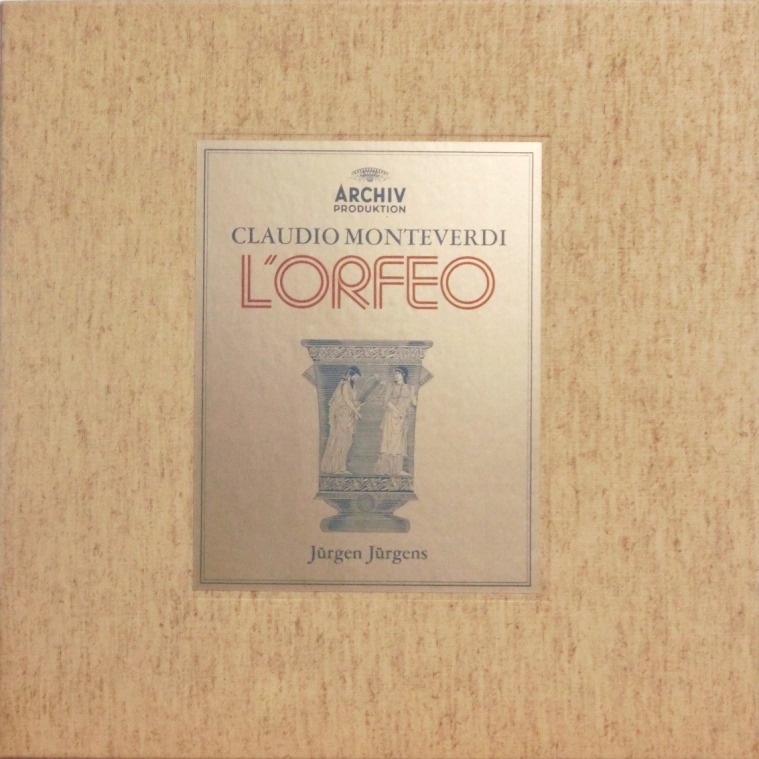 ARCHIV
PRODUKTION
CLAUDIO MONTEVERDI
L'ORFEO
Jürgen Jürgens